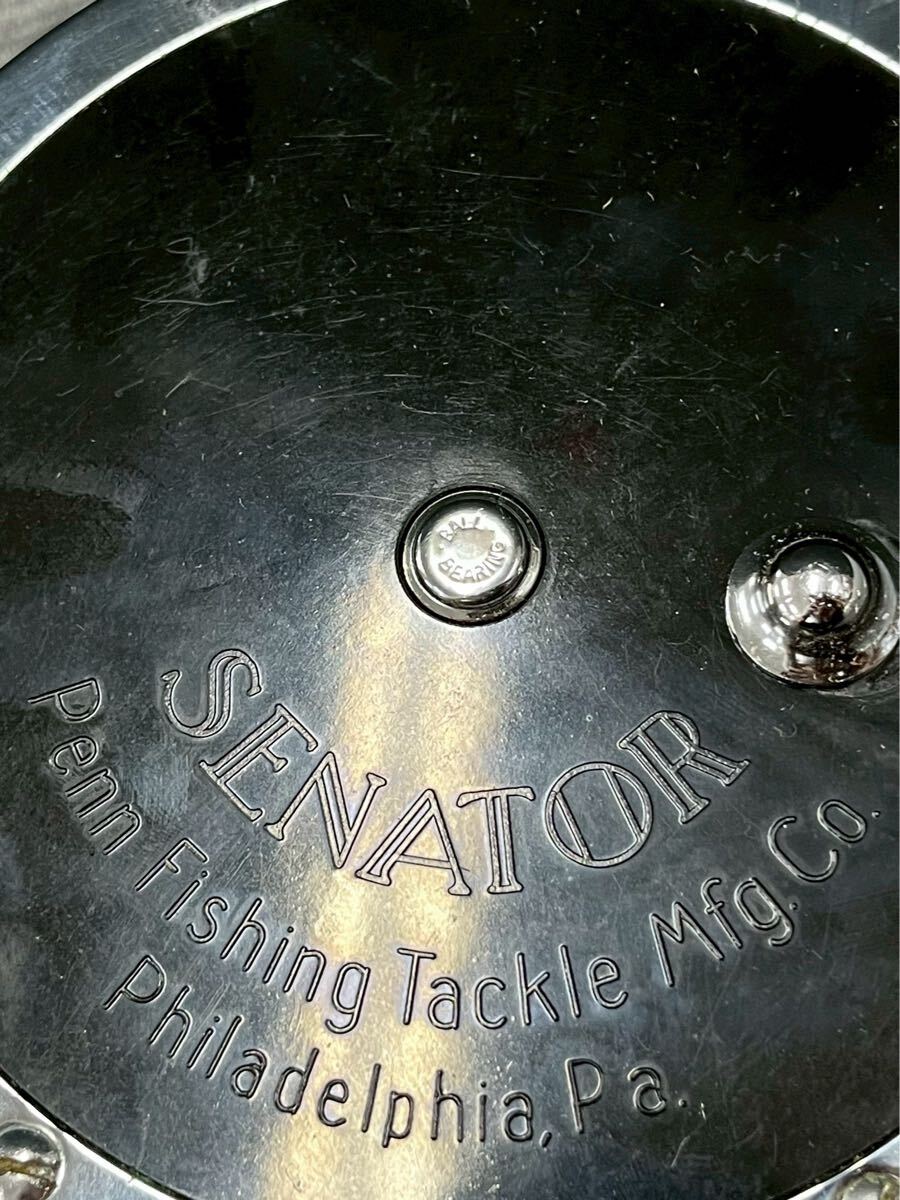 BALL
BEARING
SENATOR
Penn Fishing Tackle Mfg. Co.
Philadelphia, Pa.